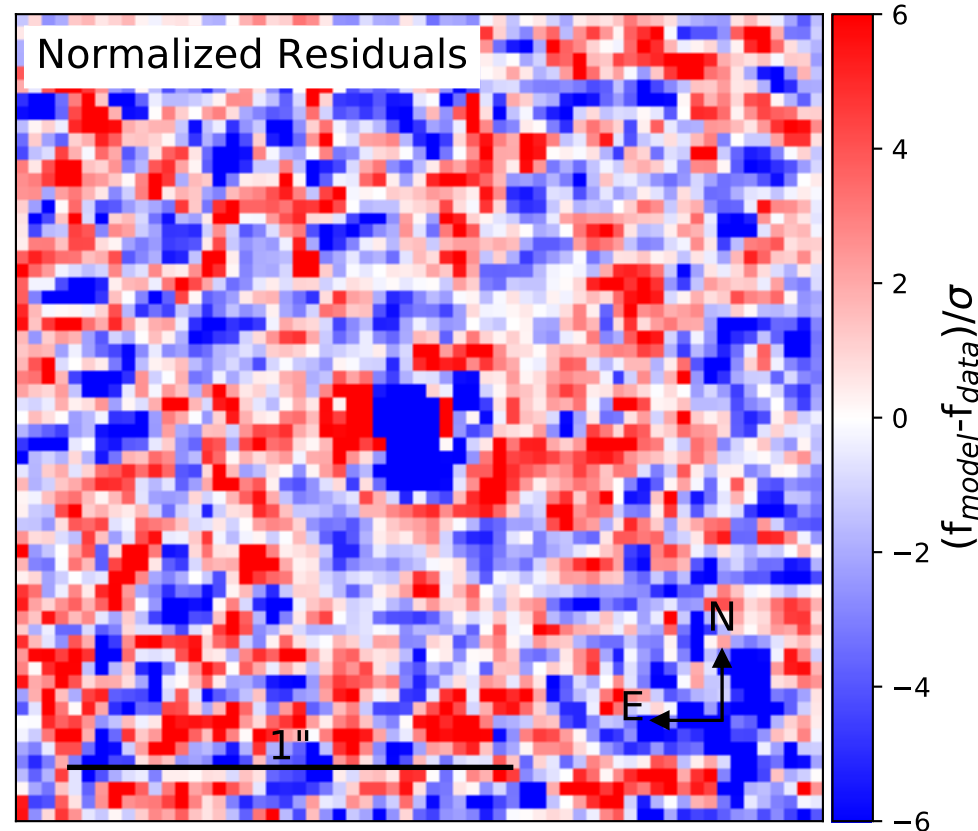 Normalized Residuals
6
4
2
0
−2
−4
−6
(f_model-f_data)/σ
N
E
1"